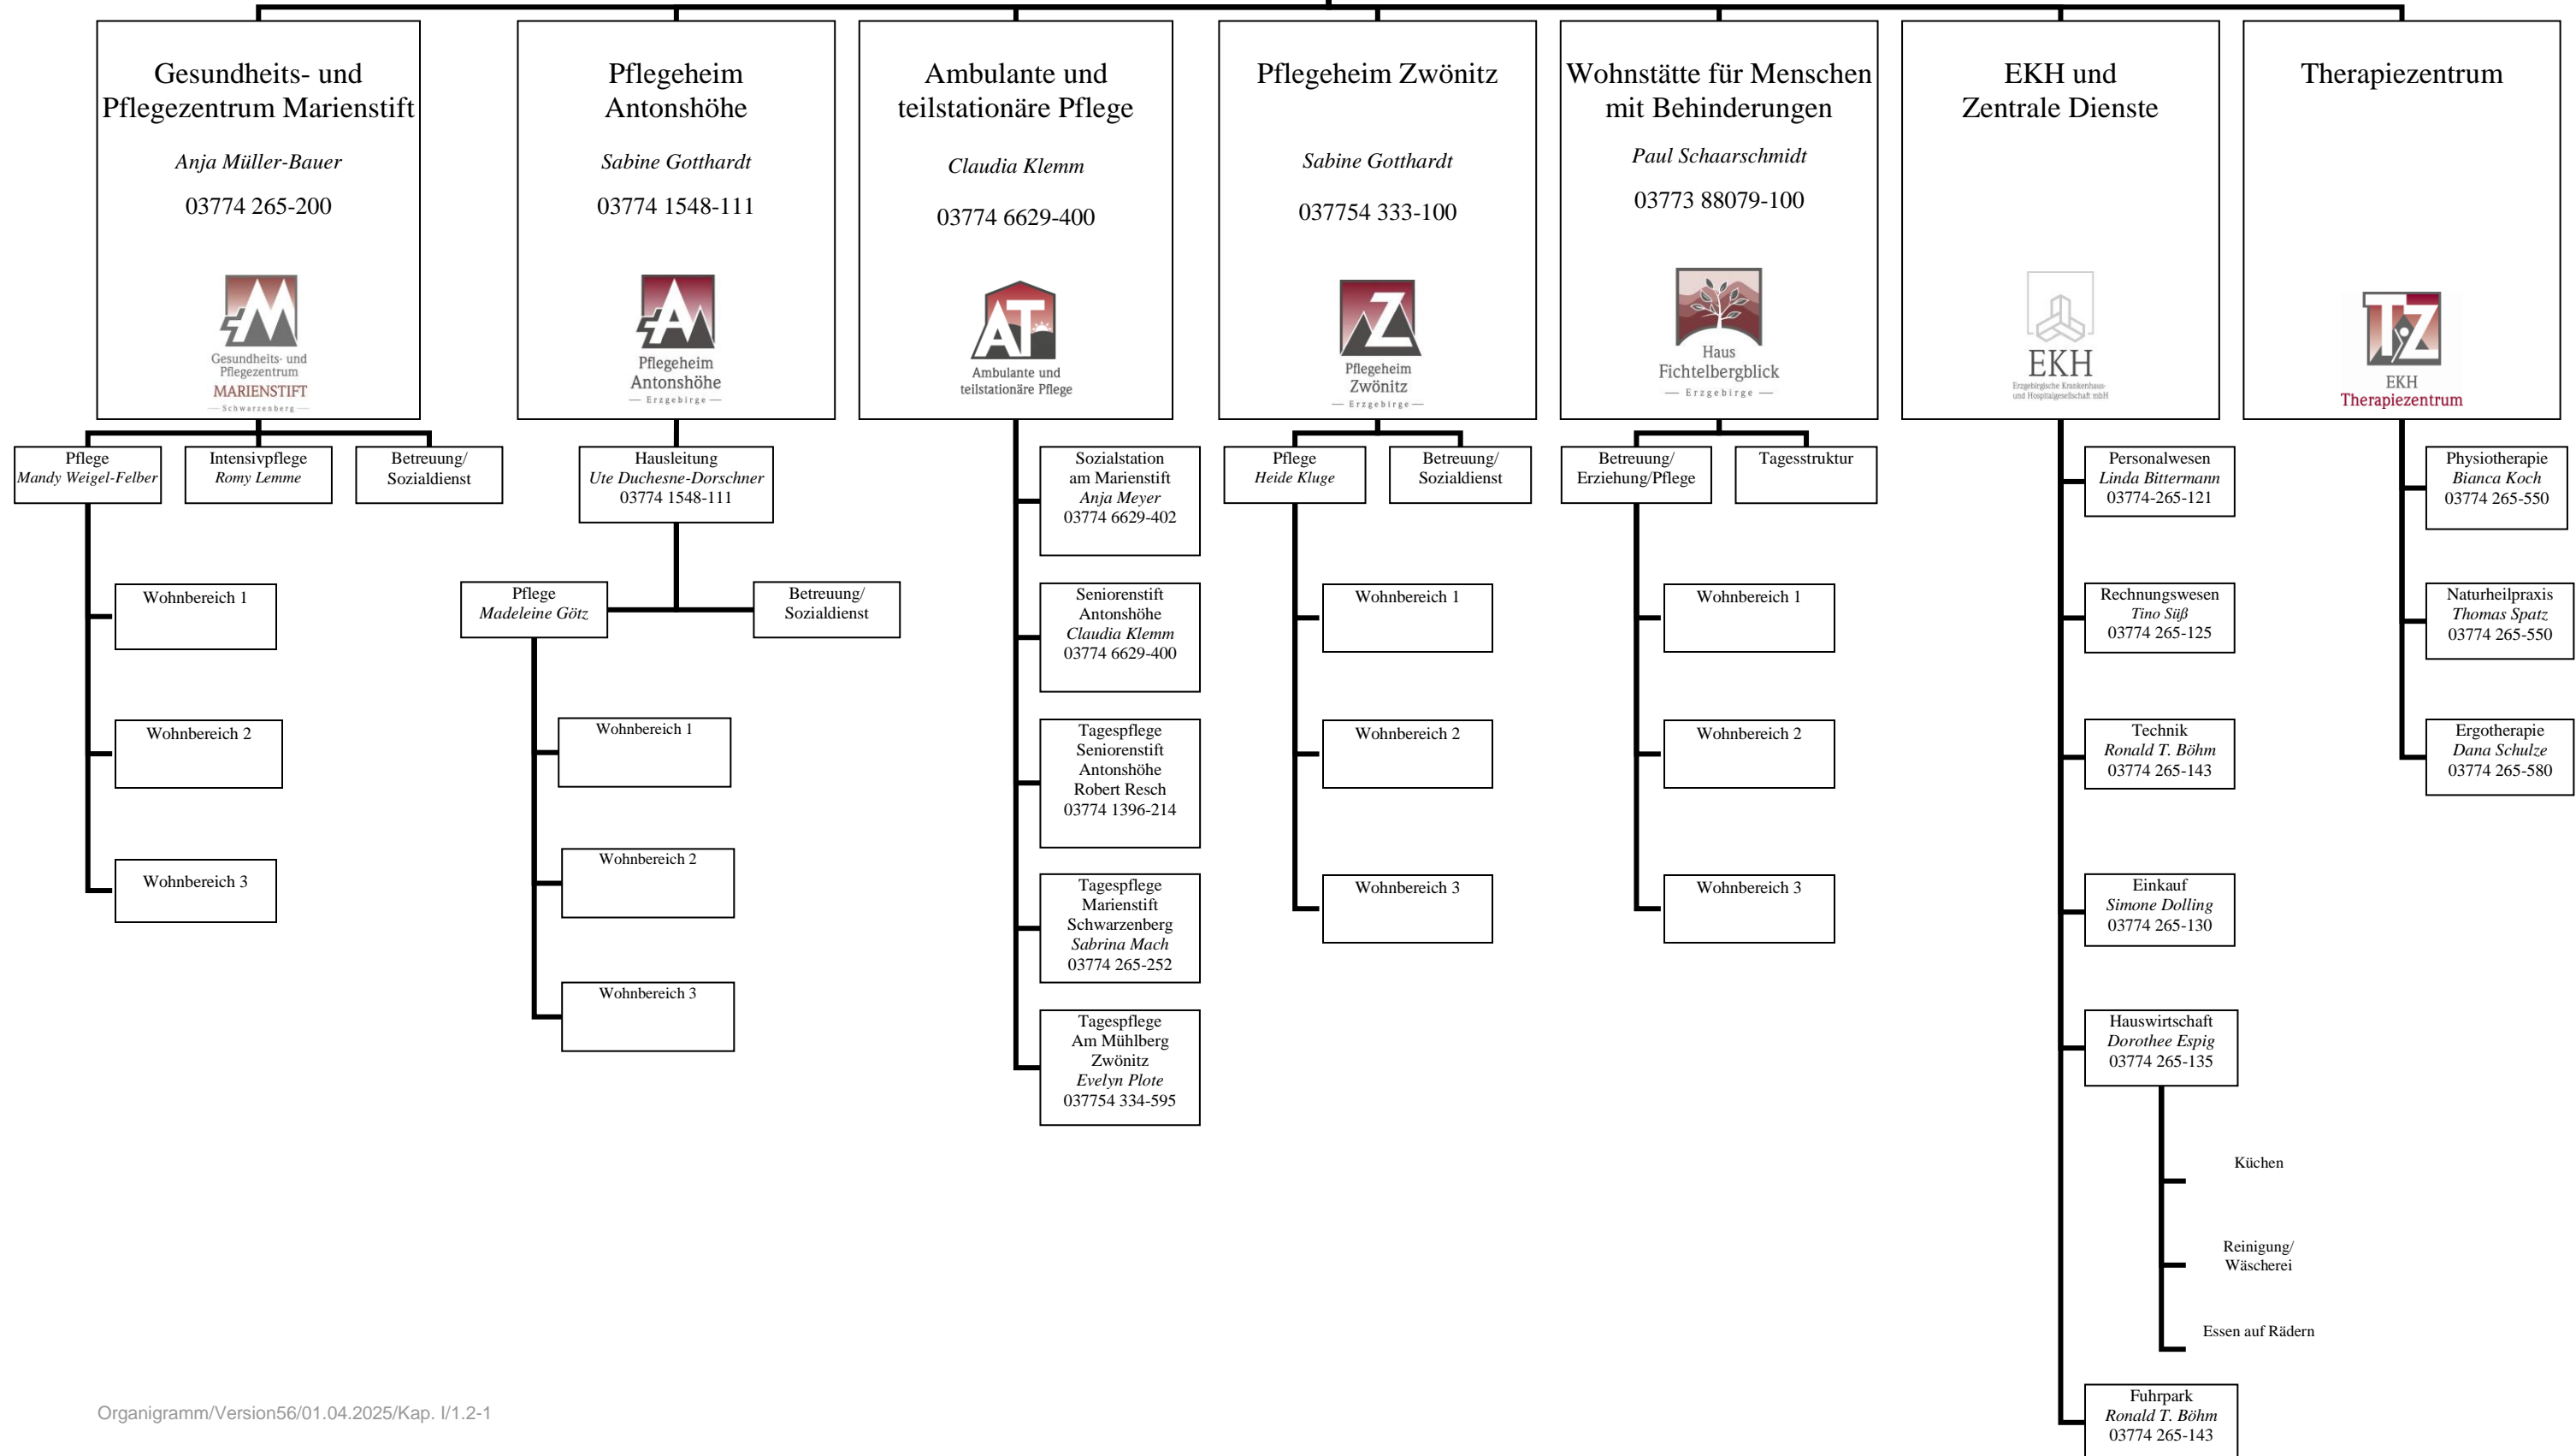 Gesundheits- und
Pflegezentrum Marienstift
Anja Müller-Bauer
03774 265-200
Gesundheits- und
Pflegezentrum
MARIENSTIFT
Schwarzenberg
Pflege
Mandy Weigel-Felber
Intensivpflege
Romy Lemme
Betreuung/
Sozialdienst
Wohnbereich 1
Wohnbereich 2
Wohnbereich 3
Pflegeheim
Antonshöhe
Sabine Gotthardt
03774 1548-111
A
Pflegeheim
Antonshöhe
Erzgebirge
Hausleitung
Ute Duchesne-Dorschner
03774 1548-111
Pflege
Madeleine Götz
Betreuung/
Sozialdienst
Wohnbereich 1
Wohnbereich 2
Wohnbereich 3
Ambulante und
teilstationäre Pflege
Claudia Klemm
03774 6629-400
AT
Ambulante und
teilstationäre Pflege
Sozialstation
am Marienstift
Anja Meyer
03774 6629-402
Seniorenstift
Antonshöhe
Claudia Klemm
03774 6629-400
Tagespflege
Seniorenstift
Antonshöhe
Robert Resch
03774 1396-214
Tagespflege
Marienstift
Schwarzenberg
Sabrina Mach
03774 265-252
Tagespflege
Am Mühlberg
Zwönitz
Evelyn Plote
037754 334-595
Pflegeheim Zwönitz
Sabine Gotthardt
037754 333-100
Z
Pflegeheim
Zwönitz
Erzgebirge
Pflege
Heide Kluge
Betreuung/
Sozialdienst
Wohnbereich 1
Wohnbereich 2
Wohnbereich 3
Wohnstätte für Menschen
mit Behinderungen
Paul Schaarschmidt
03773 88079-100
Haus
Fichtelbergblick
Erzgebirge
Betreuung/
Erziehung/Pflege
Tagesstruktur
Wohnbereich 1
Wohnbereich 2
Wohnbereich 3
EKH und
Zentrale Dienste
EKH
Erzgebirgische Krankenhaus-
und Hospitalgesellschaft mbH
Personalwesen
Linda Bittermann
03774-265-121
Rechnungswesen
Tino Süß
03774 265-125
Technik
Ronald T. Böhm
03774 265-143
Einkauf
Simone Dolling
03774 265-130
Hauswirtschaft
Dorothee Espig
03774 265-135
Küchen
Reinigung/
Wäscherei
Essen auf Rädern
Fuhrpark
Ronald T. Böhm
03774 265-143
Therapiezentrum
TZ
EKH
Therapiezentrum
Physiotherapie
Bianca Koch
03774 265-550
Naturheilpraxis
Thomas Spatz
03774 265-550
Ergotherapie
Dana Schulze
03774 265-580
Organigramm/Version56/01.04.2025/Kap. I/1.2-1